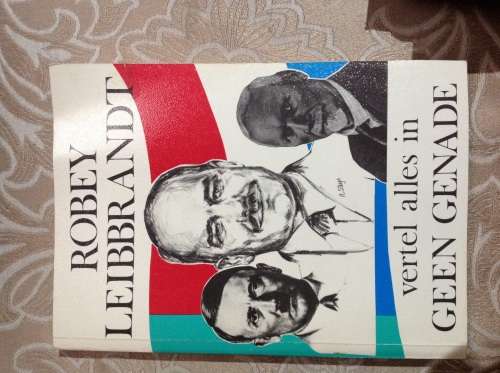 ROBEY
LEIBBRANDT
vertel alles in
GEEN GENADE